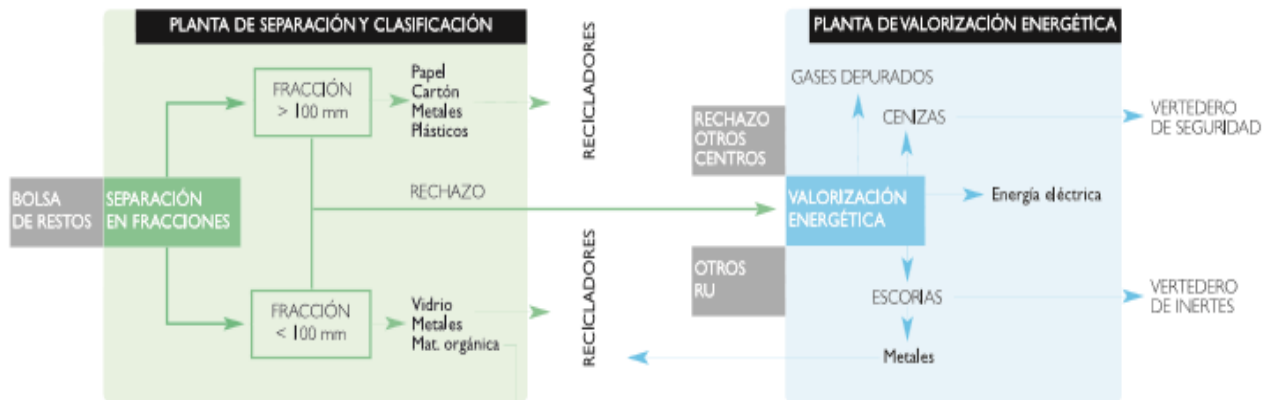 PLANTA DE SEPARACIÓN Y CLASIFICACIÓN
BOLSA
DE RESTOS
SEPARACIÓN
EN FRACCIONES
FRACCIÓN
> 100 mm
Papel
Cartón
Metales
Plásticos
RECICLADORES
RECHAZO
FRACCIÓN
< 100 mm
Vidrio
Metales
Mat. orgánica
RECICLADORES
PLANTA DE VALORIZACIÓN ENERGÉTICA
RECHAZO
OTROS
CENTROS
VALORIZACIÓN
ENERGÉTICA
OTROS
RU
GASES DEPURADOS
CENIZAS
VERTEDERO
DE SEGURIDAD
Energía eléctrica
ESCORIAS
VERTEDERO
DE INERTES
Metales